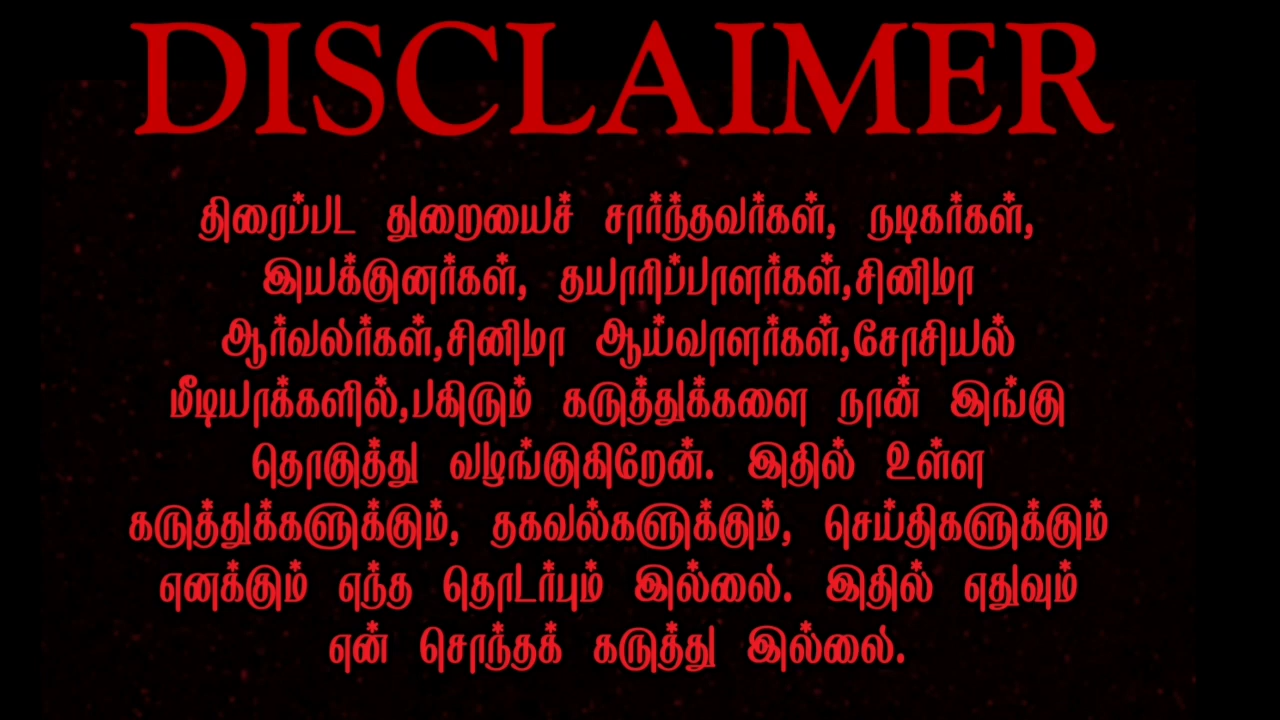 DISCLAIMER
திரைப்பட துறையைச் சார்ந்தவர்கள், நடிகர்கள்,
இயக்குனர்கள், தயாரிப்பாளர்கள்,சினிமா
ஆர்வலர்கள்,சினிமா ஆய்வாளர்கள்,சோசியல்
மீடியாக்களில்,பகிரும் கருத்துக்களை நான் இங்கு
தொகுத்து வழங்குகிறேன். இதில் உள்ள
கருத்துக்களுக்கும், தகவல்களுக்கும், செய்திகளுக்கும்
எனக்கும் எந்த தொடர்பும் இல்லை. இதில் எதுவும்
என் சொந்தக் கருத்து இல்லை.